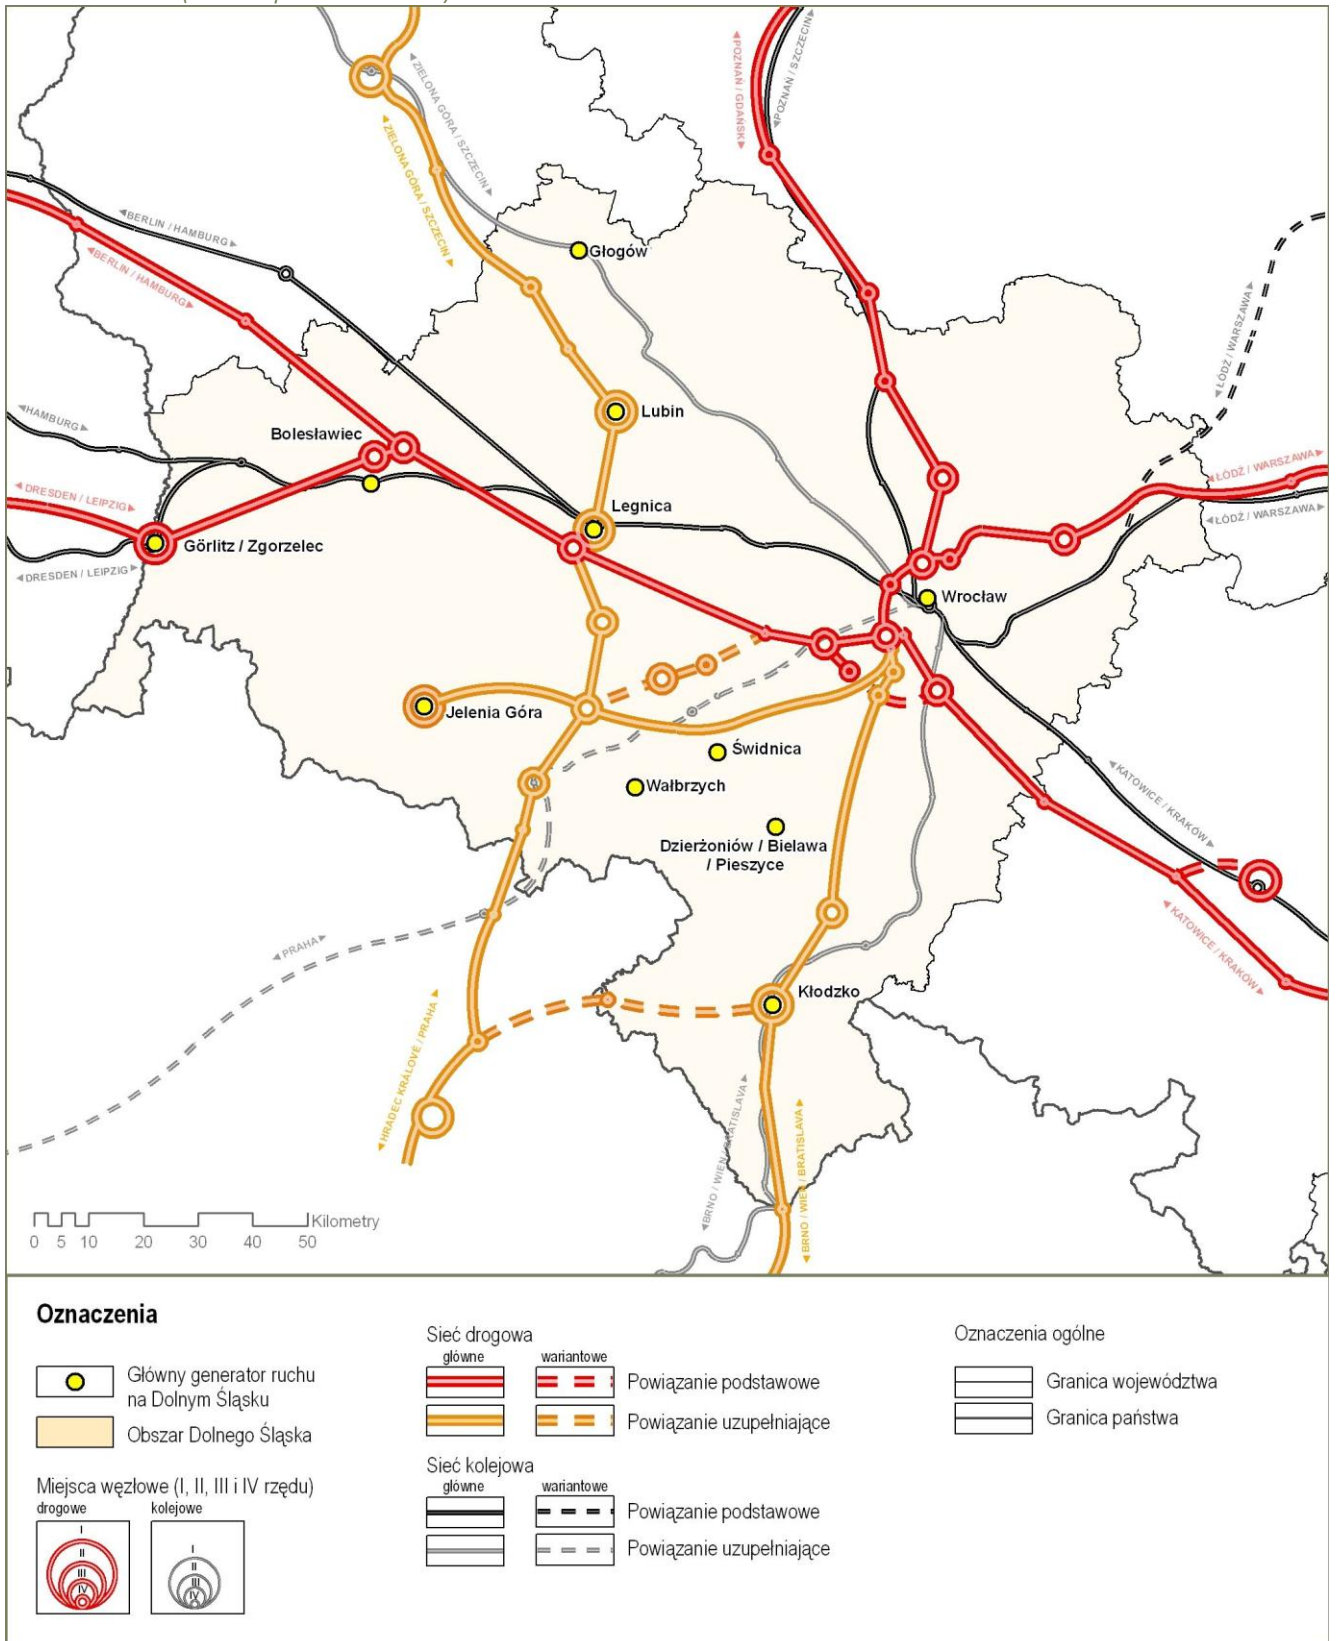 ◄ZIELONA GÓRA / SZCZECIN►
◄ZIELONA GÓRA / SZCZECIN►
◄POZNAŃ / GDAŃSK►
◄POZNAŃ / SZCZECIN►
◄BERLIN / HAMBURG►
◄BERLIN / HAMBURG►
Głogów
◄ŁÓDŹ / WARSZAWA►
◄HAMBURG►
Bolesławiec
Lubin
◄DRESDEN / LEIPZIG►
Legnica
◄ŁÓDŹ / WARSZAWA►
◄ŁÓDŹ / WARSZAWA►
Görlitz / Zgorzelec
◄DRESDEN / LEIPZIG►
Wrocław
Jelenia Góra
Świdnica
Wałbrzych
◄KATOWICE / KRAKÓW►
Dzierżoniów / Bielawa
/ Pieszyce
◄PRAHA►
◄KATOWICE / KRAKÓW►
Kłodzko
◄HRADEC KRÁLOVÉ / PRAHA►
◄BRNO / WIEN / BRATISLAVA►
◄BRNO / WIEN / BRATISLAVA►
Kilometry
0 5 10 20 30 40 50
Oznaczenia
Główny generator ruchu
na Dolnym Śląsku
Obszar Dolnego Śląska
Miejsca węzłowe (I, II, III i IV rzędu)
drogowe kolejowe
I
II
III
IV
I
II
III
IV
Sieć drogowa
główne wariantowe
Powiązanie podstawowe
Powiązanie uzupełniające
Sieć kolejowa
główne wariantowe
Powiązanie podstawowe
Powiązanie uzupełniające
Oznaczenia ogólne
Granica województwa
Granica państwa